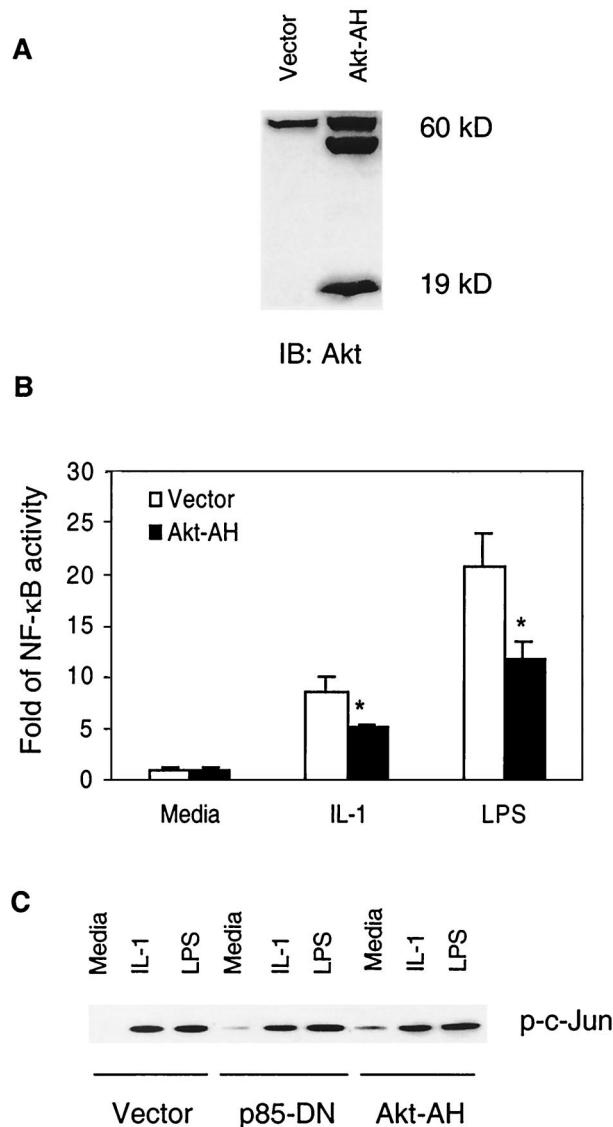 A
Vector
Akt-AH
60 kD
19 kD
IB: Akt
B
Fold of NF-κB activity
30
25
20
15
10
5
0
Vector
Akt-AH
*
*
Media
IL-1
LPS
C
Media
IL-1
LPS
Media
IL-1
LPS
Media
IL-1
LPS
p-c-Jun
Vector
p85-DN
Akt-AH